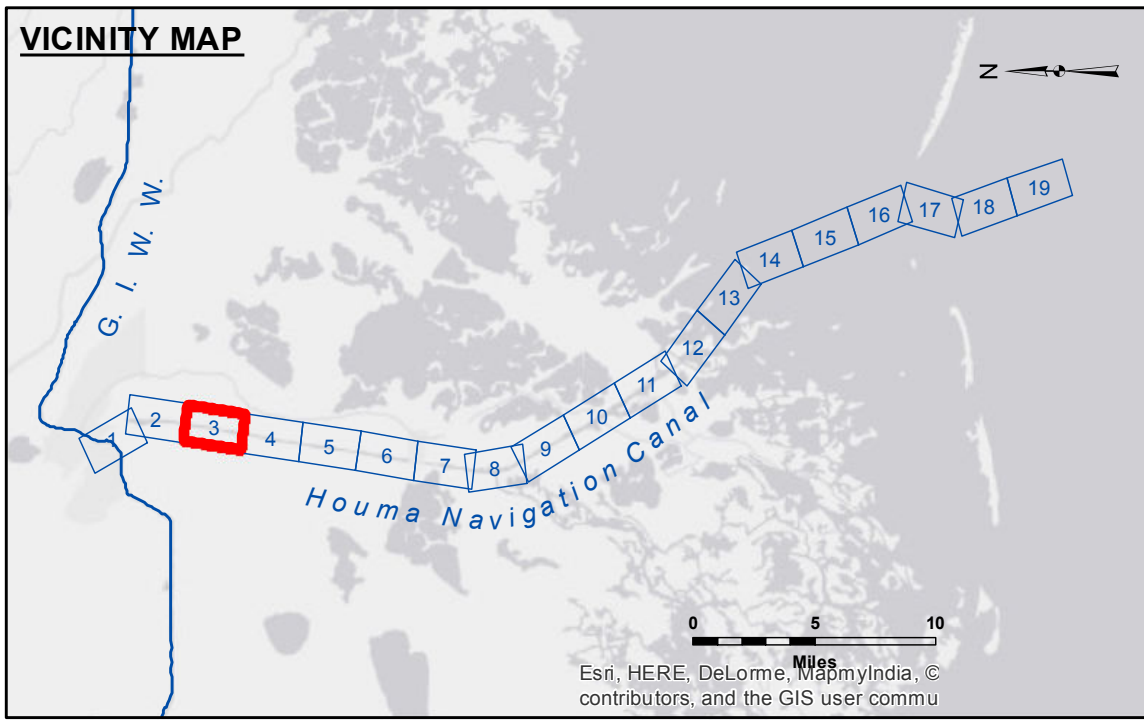 VICINITY MAP
N
G. I. W. W.
1
2
3
4
5
6
7
8
9
10
11
12
13
14
15
16
17
18
19
Houma Navigation Canal
0 5 10
Miles
Esri, HERE, DeLorme, MapmyIndia, ©
contributors, and the GIS user commu